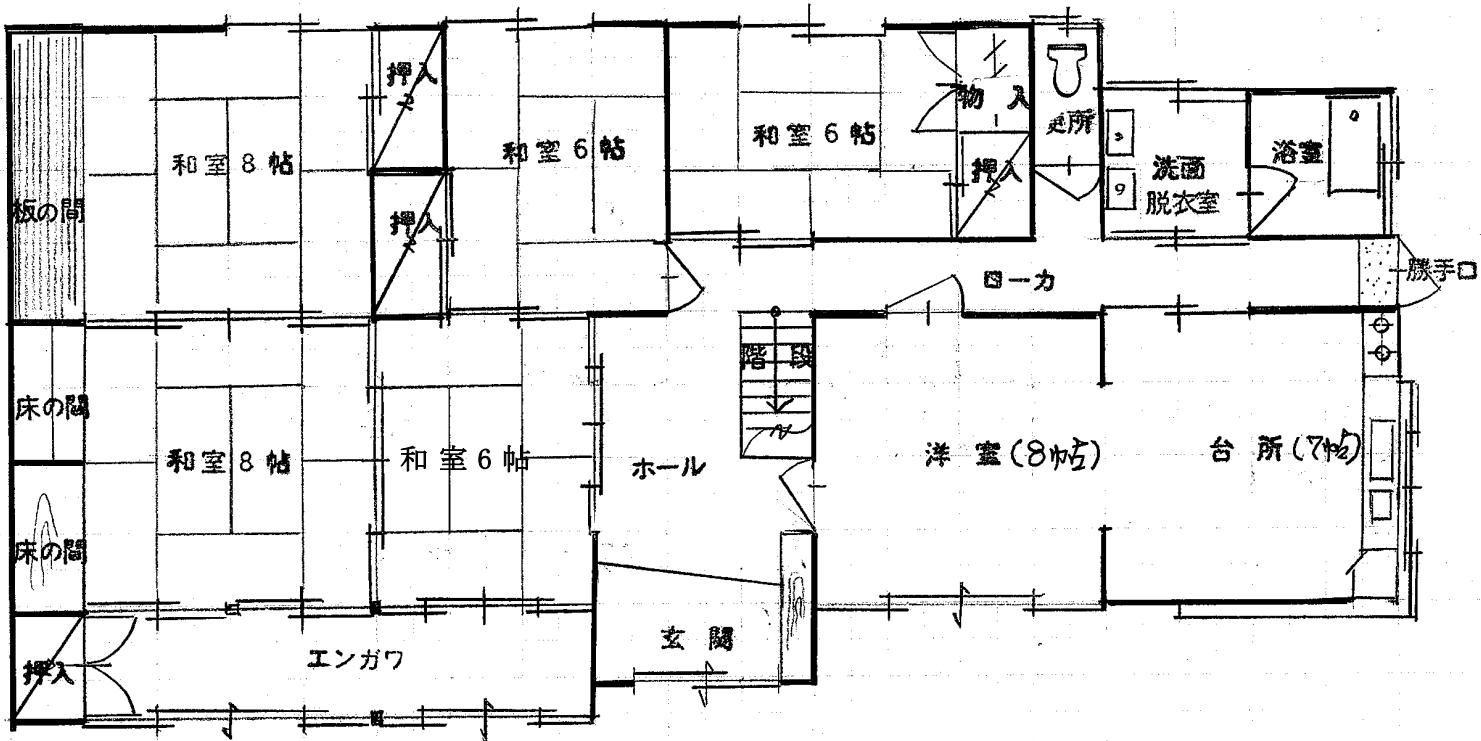 押入
和室8帖
和室6帖
和室6帖
物入
便所
押入
洗面
脱衣室
浴室
板の間
押入
ローカ
勝手口
階段
床の間
和室8帖
和室6帖
ホール
洋室(8帖)
台所(7帖)
床の間
押入
エンガワ
玄関